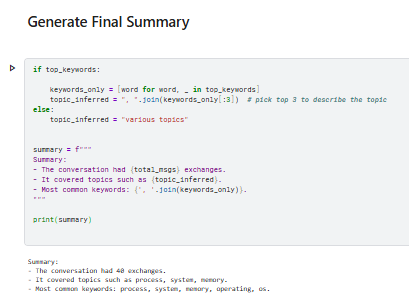 Generate Final Summary
if top_keywords:
keywords_only = [word for word, _ in top_keywords]
topic_inferred = ", ".join(keywords_only[:3])  # pick top 3 to describe the topic
else:
topic_inferred = "various topics"
summary = f"""
Summary:
- The conversation had {total_msgs} exchanges.
- It covered topics such as {topic_inferred}.
- Most common keywords: {', '.join(keywords_only)}.
"""
print(summary)
Summary:
- The conversation had 40 exchanges.
- It covered topics such as process, system, memory.
- Most common keywords: process, system, memory, operating, os.